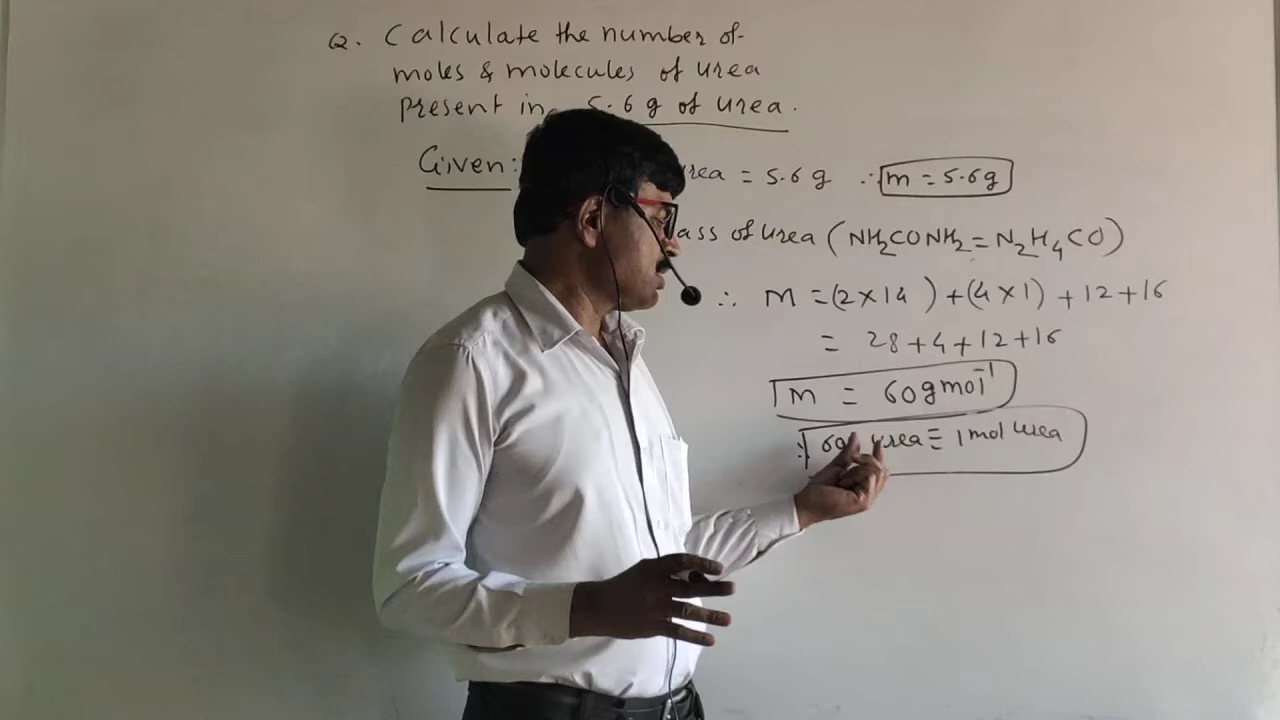 Q. Calculate the number of
moles & molecules of urea
present in 5.6 g of urea.
Given: rea = 5.6 g ∴ m = 5.6g
ass of urea (NH₂CONH₂ = N₂H₄CO)
∴ M = (2×14 ) + (4×1) + 12 + 16
= 28 + 4 + 12 + 16
M = 60 g mol⁻¹
∴ 60 urea ≡ 1 mol urea